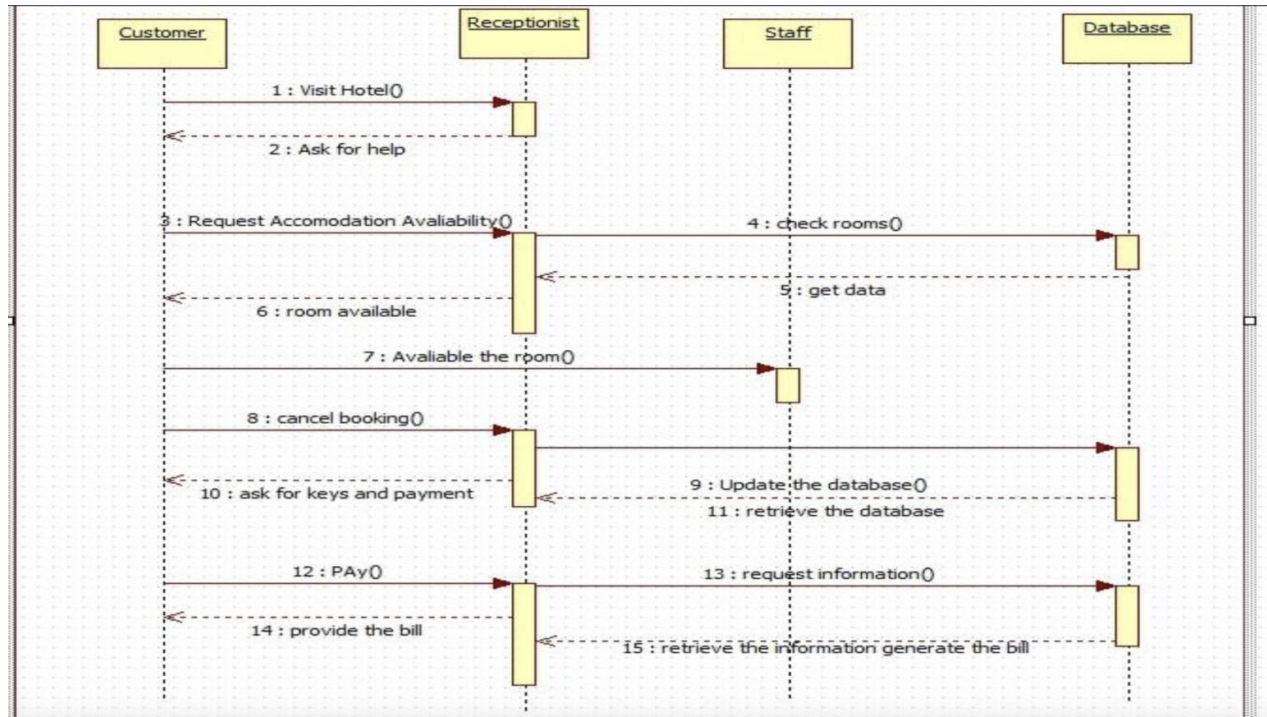 Customer
Receptionist
Staff
Database
1 : Visit Hotel()
2 : Ask for help
3 : Request Accomodation Avaliability()
4 : check rooms()
5 : get data
6 : room available
7 : Avaliable the room()
8 : cancel booking()
9 : Update the database()
10 : ask for keys and payment
11 : retrieve the database
12 : PAy()
13 : request information()
14 : provide the bill
15 : retrieve the information generate the bill